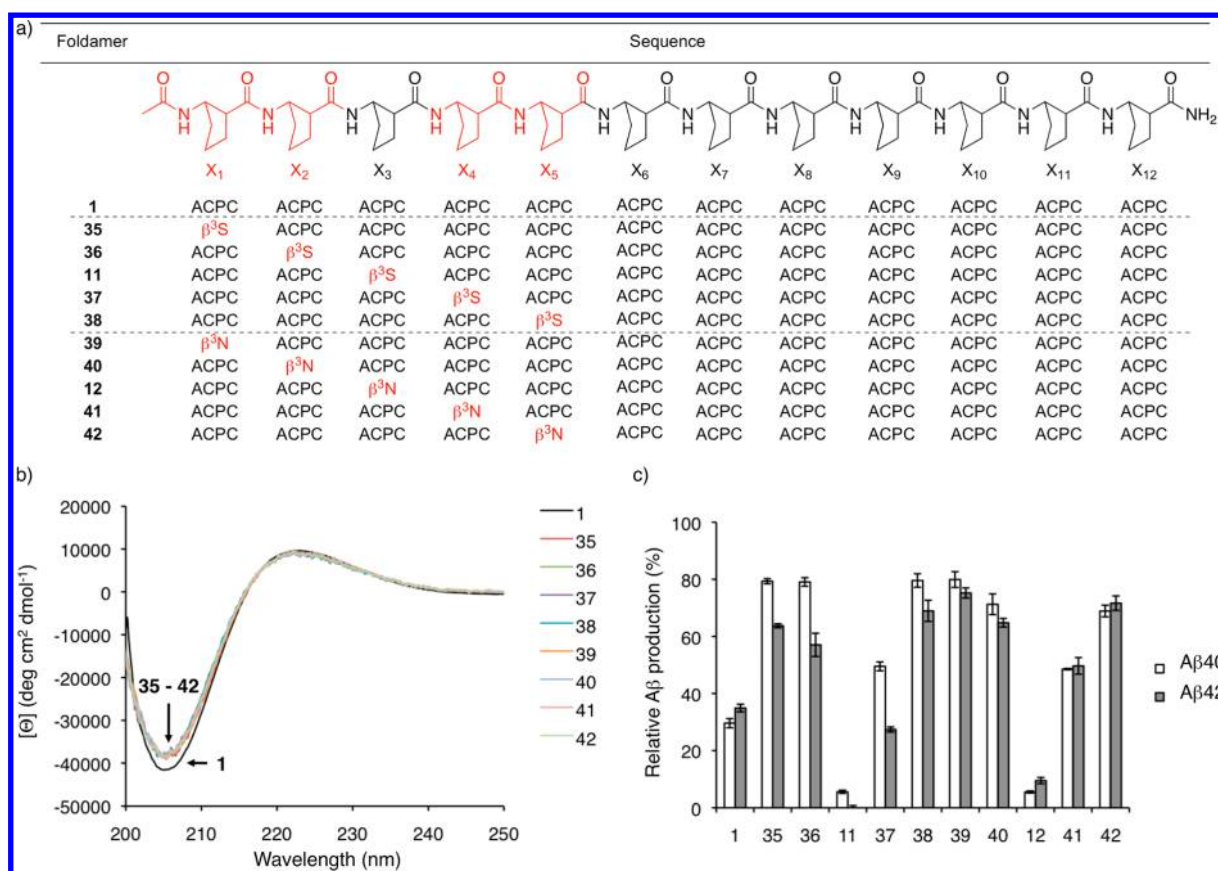 a)
Foldamer Sequence
O O O O O O O O O O O O
N H N H N H N H N H N H N H N H N H N H N H N H NH₂
X₁ X₂ X₃ X₄ X₅ X₆ X₇ X₈ X₉ X₁₀ X₁₁ X₁₂
1 ACPC ACPC ACPC ACPC ACPC ACPC ACPC ACPC ACPC ACPC ACPC ACPC
35 β³S ACPC ACPC ACPC ACPC ACPC ACPC ACPC ACPC ACPC ACPC ACPC
36 ACPC β³S ACPC ACPC ACPC ACPC ACPC ACPC ACPC ACPC ACPC ACPC
11 ACPC ACPC β³S ACPC ACPC ACPC ACPC ACPC ACPC ACPC ACPC ACPC
37 ACPC ACPC ACPC β³S ACPC ACPC ACPC ACPC ACPC ACPC ACPC ACPC
38 ACPC ACPC ACPC ACPC β³S ACPC ACPC ACPC ACPC ACPC ACPC ACPC
39 β³N ACPC ACPC ACPC ACPC ACPC ACPC ACPC ACPC ACPC ACPC ACPC
40 ACPC β³N ACPC ACPC ACPC ACPC ACPC ACPC ACPC ACPC ACPC ACPC
12 ACPC ACPC β³N ACPC ACPC ACPC ACPC ACPC ACPC ACPC ACPC ACPC
41 ACPC ACPC ACPC β³N ACPC ACPC ACPC ACPC ACPC ACPC ACPC ACPC
42 ACPC ACPC ACPC ACPC β³N ACPC ACPC ACPC ACPC ACPC ACPC ACPC
b)
[Θ] (deg cm² dmol⁻¹)
20000
10000
0
-10000
-20000
-30000
-40000
-50000
35 - 42
1
200 210 220 230 240 250
Wavelength (nm)
1
35
36
37
38
39
40
41
42
c)
Relative Aβ production (%)
100
80
60
40
20
0
1 35 36 11 37 38 39 40 12 41 42
Aβ40
Aβ42